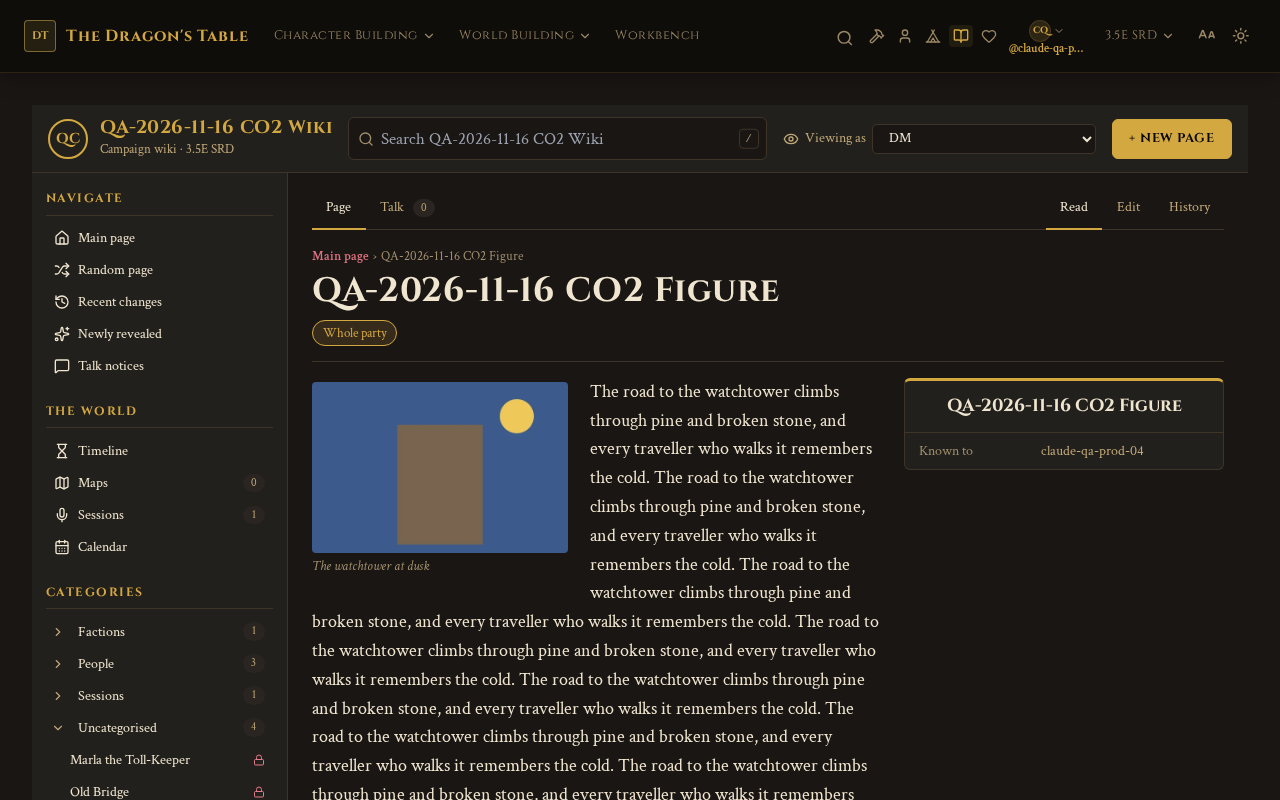 DT The Dragon's Table Character Building World Building Workbench CQ @claude-qa-p... 3.5E SRD AA
QC QA-2026-11-16 CO2 Wiki
Campaign wiki · 3.5E SRD
Search QA-2026-11-16 CO2 Wiki /
Viewing as DM
+ NEW PAGE
NAVIGATE
Main page
Random page
Recent changes
Newly revealed
Talk notices
THE WORLD
Timeline
Maps 0
Sessions 1
Calendar
CATEGORIES
Factions 1
People 3
Sessions 1
Uncategorised 4
Marla the Toll-Keeper
Old Bridge
Page Talk 0 Read Edit History
Main page › QA-2026-11-16 CO2 Figure
QA-2026-11-16 CO2 Figure
Whole party
The watchtower at dusk
The road to the watchtower climbs
through pine and broken stone, and
every traveller who walks it remembers
the cold. The road to the watchtower
climbs through pine and broken stone,
and every traveller who walks it
remembers the cold. The road to the
watchtower climbs through pine and
broken stone, and every traveller who walks it remembers the cold. The road to
the watchtower climbs through pine and broken stone, and every traveller who
walks it remembers the cold. The road to the watchtower climbs through pine
and broken stone, and every traveller who walks it remembers the cold. The
road to the watchtower climbs through pine and broken stone, and every
traveller who walks it remembers the cold. The road to the watchtower climbs
through pine and broken stone, and every traveller who walks it remembers
QA-2026-11-16 CO2 Figure
Known to claude-qa-prod-04